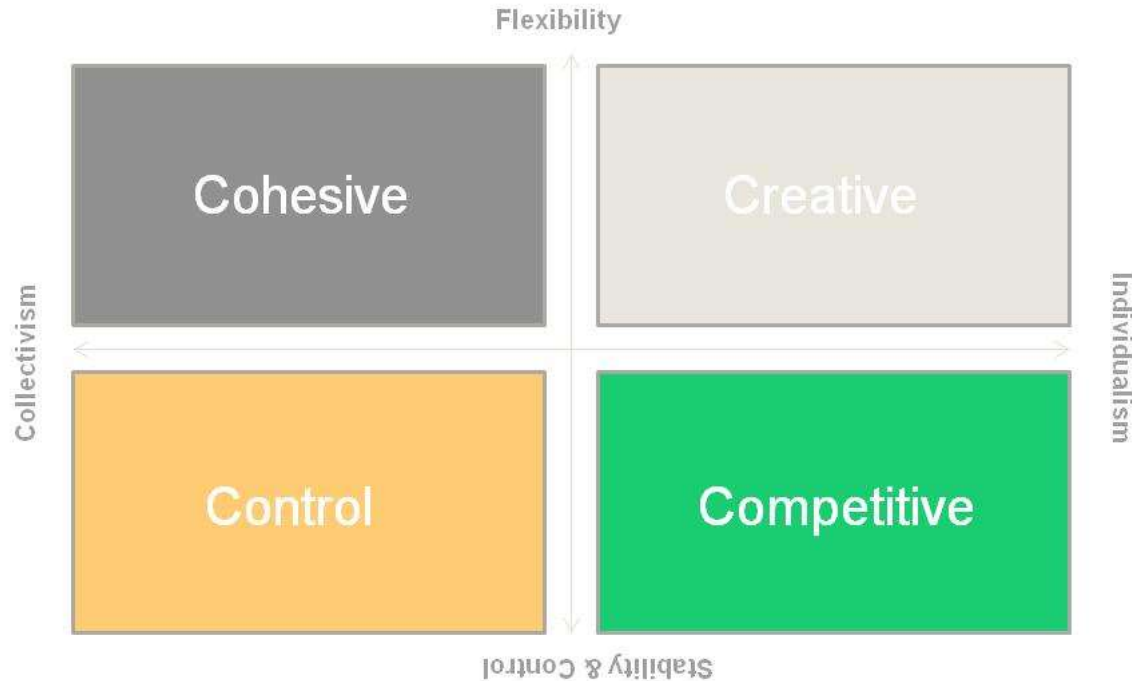 Flexibility
Cohesive
Creative
Collectivism
Individualism
Control
Competitive
Stability & Control